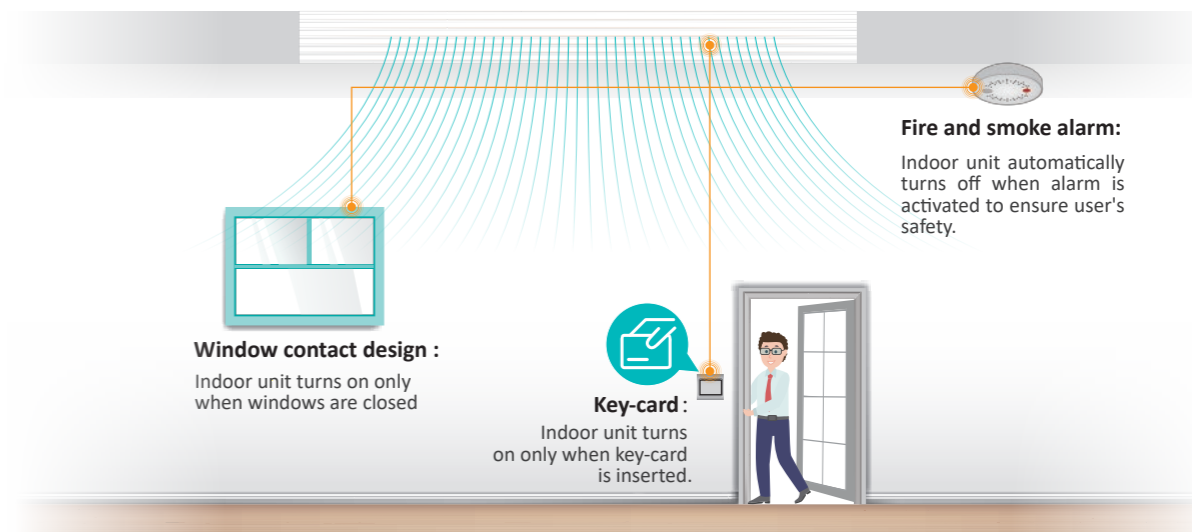 Fire and smoke alarm:
Indoor unit automatically
turns off when alarm is
activated to ensure user's
safety.
Window contact design :
Indoor unit turns on only
when windows are closed
Key-card :
Indoor unit turns
on only when key-card
is inserted.